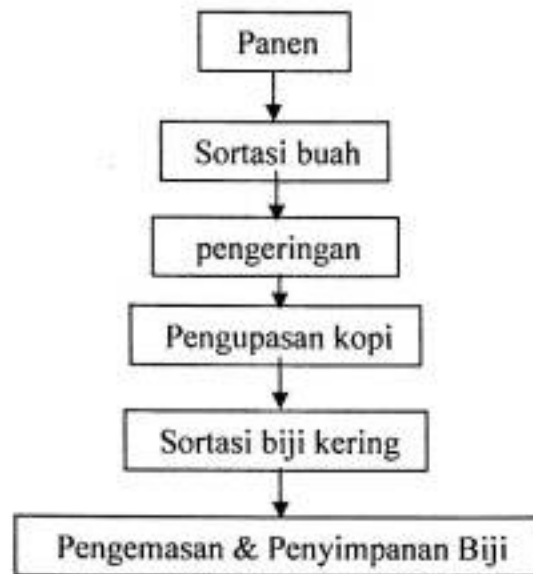 Panen
Sortasi buah
pengeringan
Pengupasan kopi
Sortasi biji kering
Pengemasan & Penyimpanan Biji